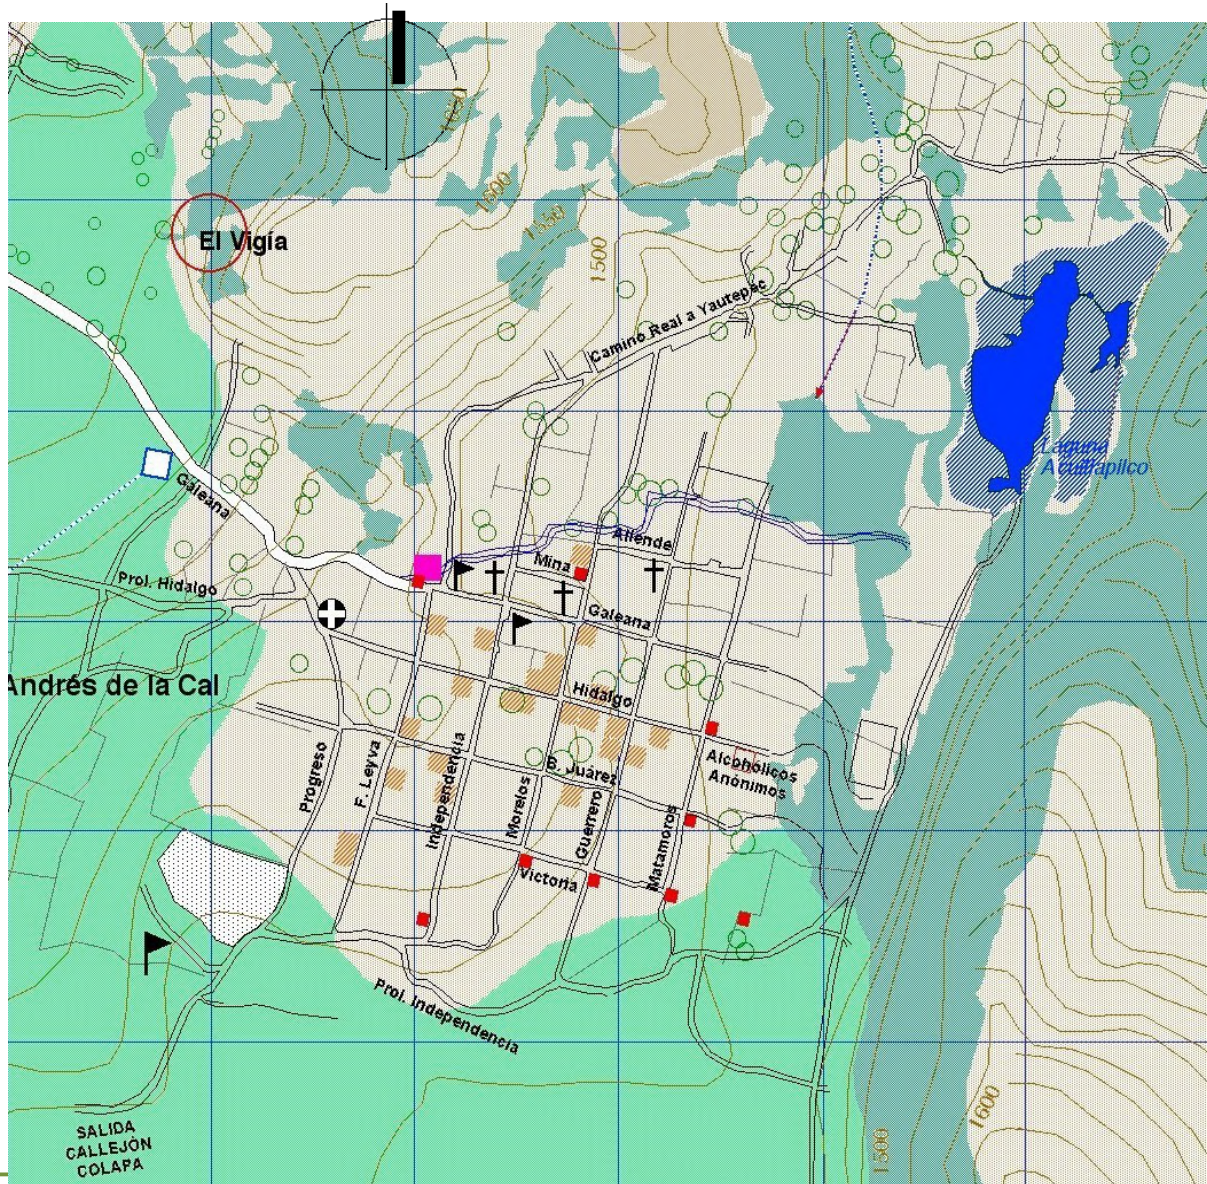 1650
1600
1550
1500
El Vigía
Camino Real a Yautepec
Laguna
Acuitlapilco
Galeana
Allende
Mina
Prol. Hidalgo
Galeana
Andrés de la Cal
Hidalgo
Alcohólicos
Anónimos
B. Juárez
Progreso
F. Leyva
Independencia
Morelos
Guerrero
Matamoros
Victoria
Prol. Independencia
1600
1500
SALIDA
CALLEJÓN
COLAPA